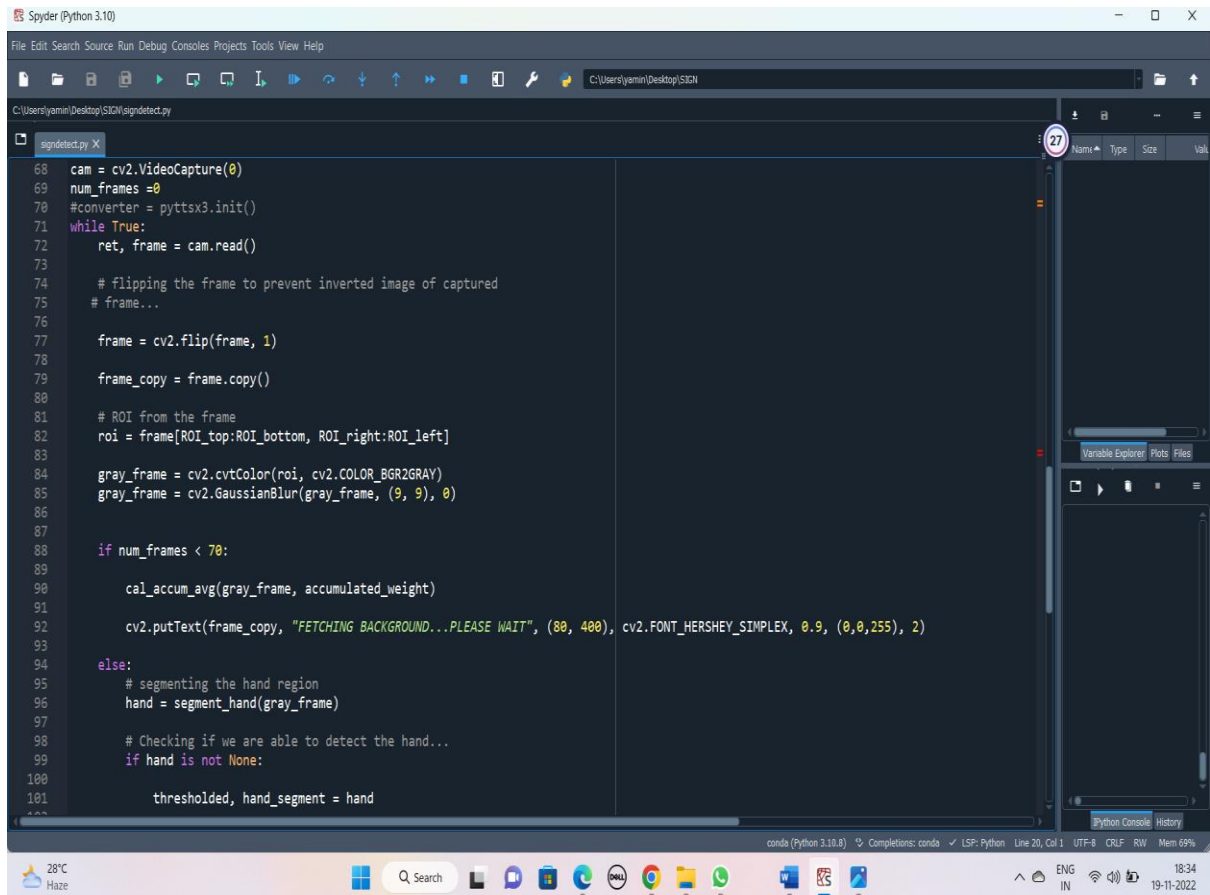 Spyder (Python 3.10)
File Edit Search Source Run Debug Consoles Projects Tools View Help
C:\Users\yamin\Desktop\SIGN
C:\Users\yamin\Desktop\SIGN\signdetect.py
signdetect.py X
27
Name Type Size
68 cam = cv2.VideoCapture(0)
69 num_frames =0
70 #converter = pyttsx3.init()
71 while True:
72     ret, frame = cam.read()
73
74     # flipping the frame to prevent inverted image of captured
75    # frame...
76
77     frame = cv2.flip(frame, 1)
78
79     frame_copy = frame.copy()
80
81     # ROI from the frame
82     roi = frame[ROI_top:ROI_bottom, ROI_right:ROI_left]
83
84     gray_frame = cv2.cvtColor(roi, cv2.COLOR_BGR2GRAY)
85     gray_frame = cv2.GaussianBlur(gray_frame, (9, 9), 0)
86
87
88     if num_frames < 70:
89
90         cal_accum_avg(gray_frame, accumulated_weight)
91
92         cv2.putText(frame_copy, "FETCHING BACKGROUND...PLEASE WAIT", (80, 400), cv2.FONT_HERSHEY_SIMPLEX, 0.9, (0,0,255), 2)
93
94     else:
95         # segmenting the hand region
96         hand = segment_hand(gray_frame)
97
98         # Checking if we are able to detect the hand...
99         if hand is not None:
100
101             thresholded, hand_segment = hand
Variable Explorer Plots Files
IPython Console History
conda (Python 3.10.8) Completions: conda ✓ LSP: Python Line 20, Col 1 UTF-8 CRLF RW Mem 69%
28°C
Haze
Search
DELL
ENG
IN
18:34
19-11-2022